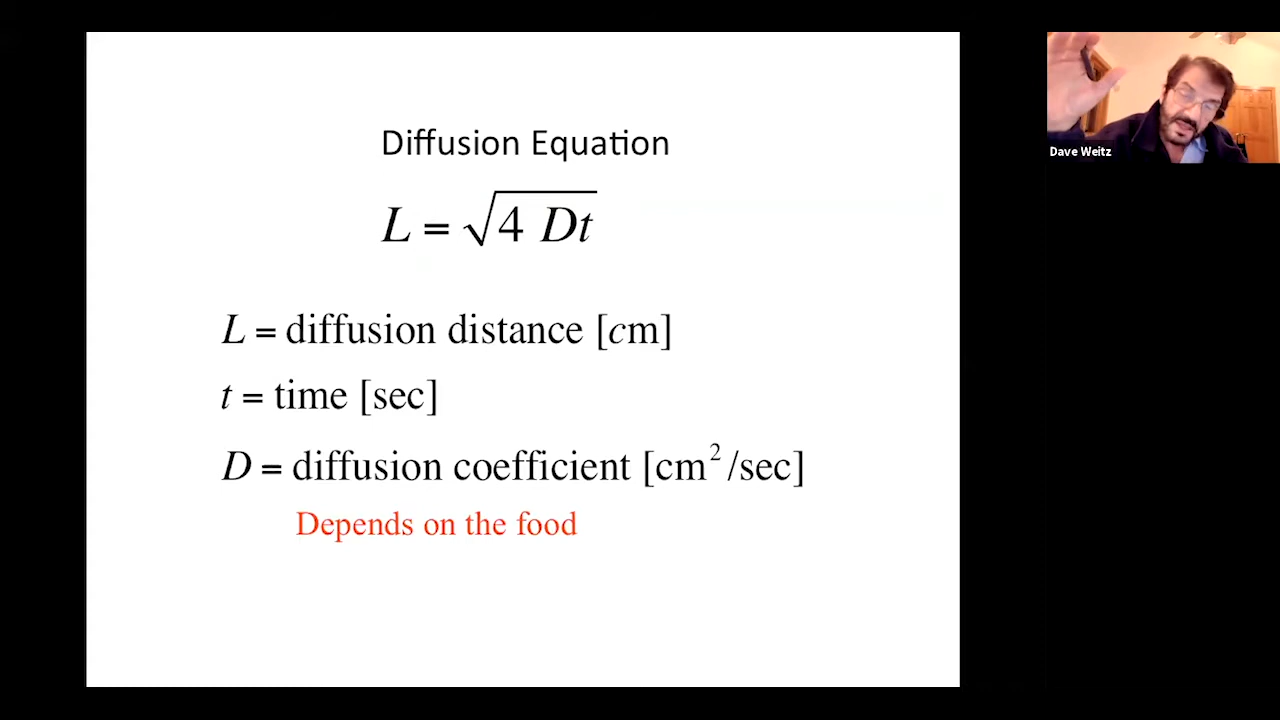 Diffusion Equation
L = √4 Dt
L = diffusion distance [cm]
t = time [sec]
D = diffusion coefficient [cm²/sec]
Depends on the food
Dave Weitz